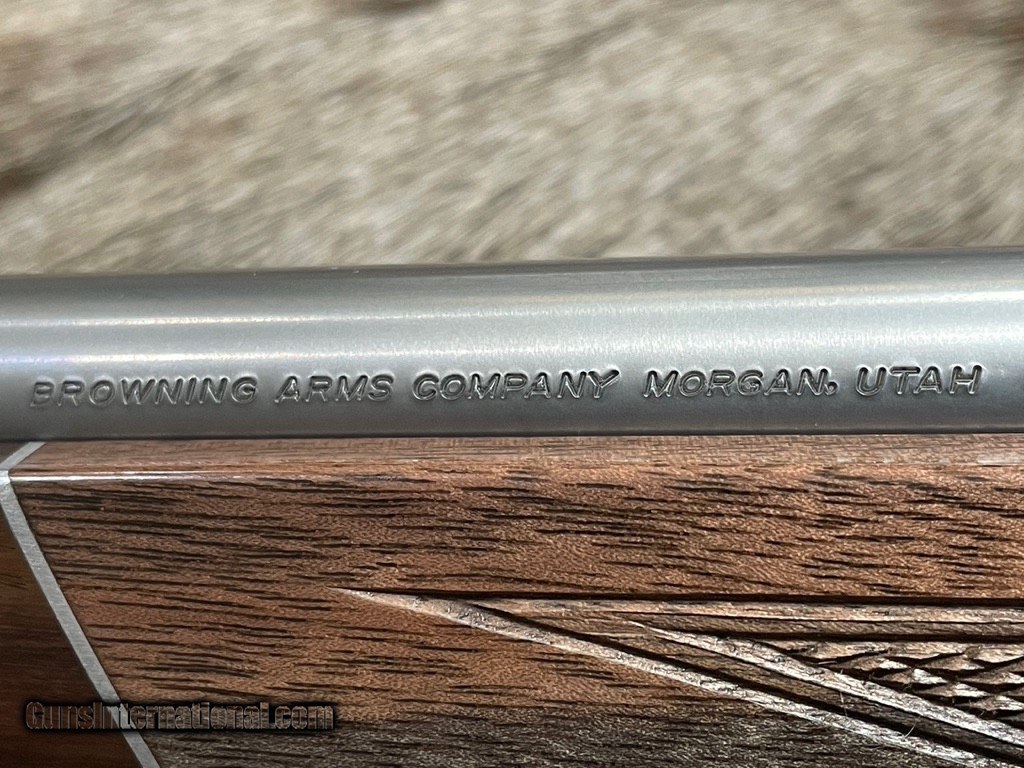 BROWNING ARMS COMPANY MORGAN, UTAH
GunsInternational.com